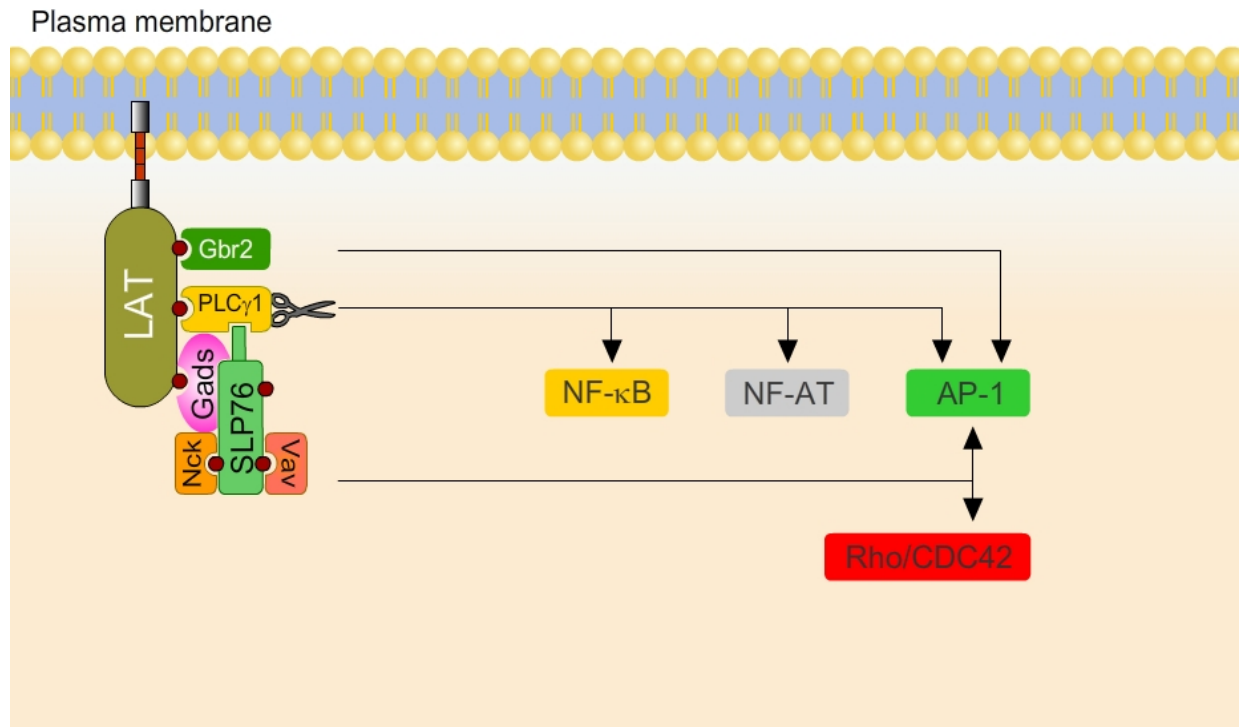 Plasma membrane
LAT
Gbr2
PLCγ1
Gads
SLP76
Nck
Vav
NF-κB
NF-AT
AP-1
Rho/CDC42